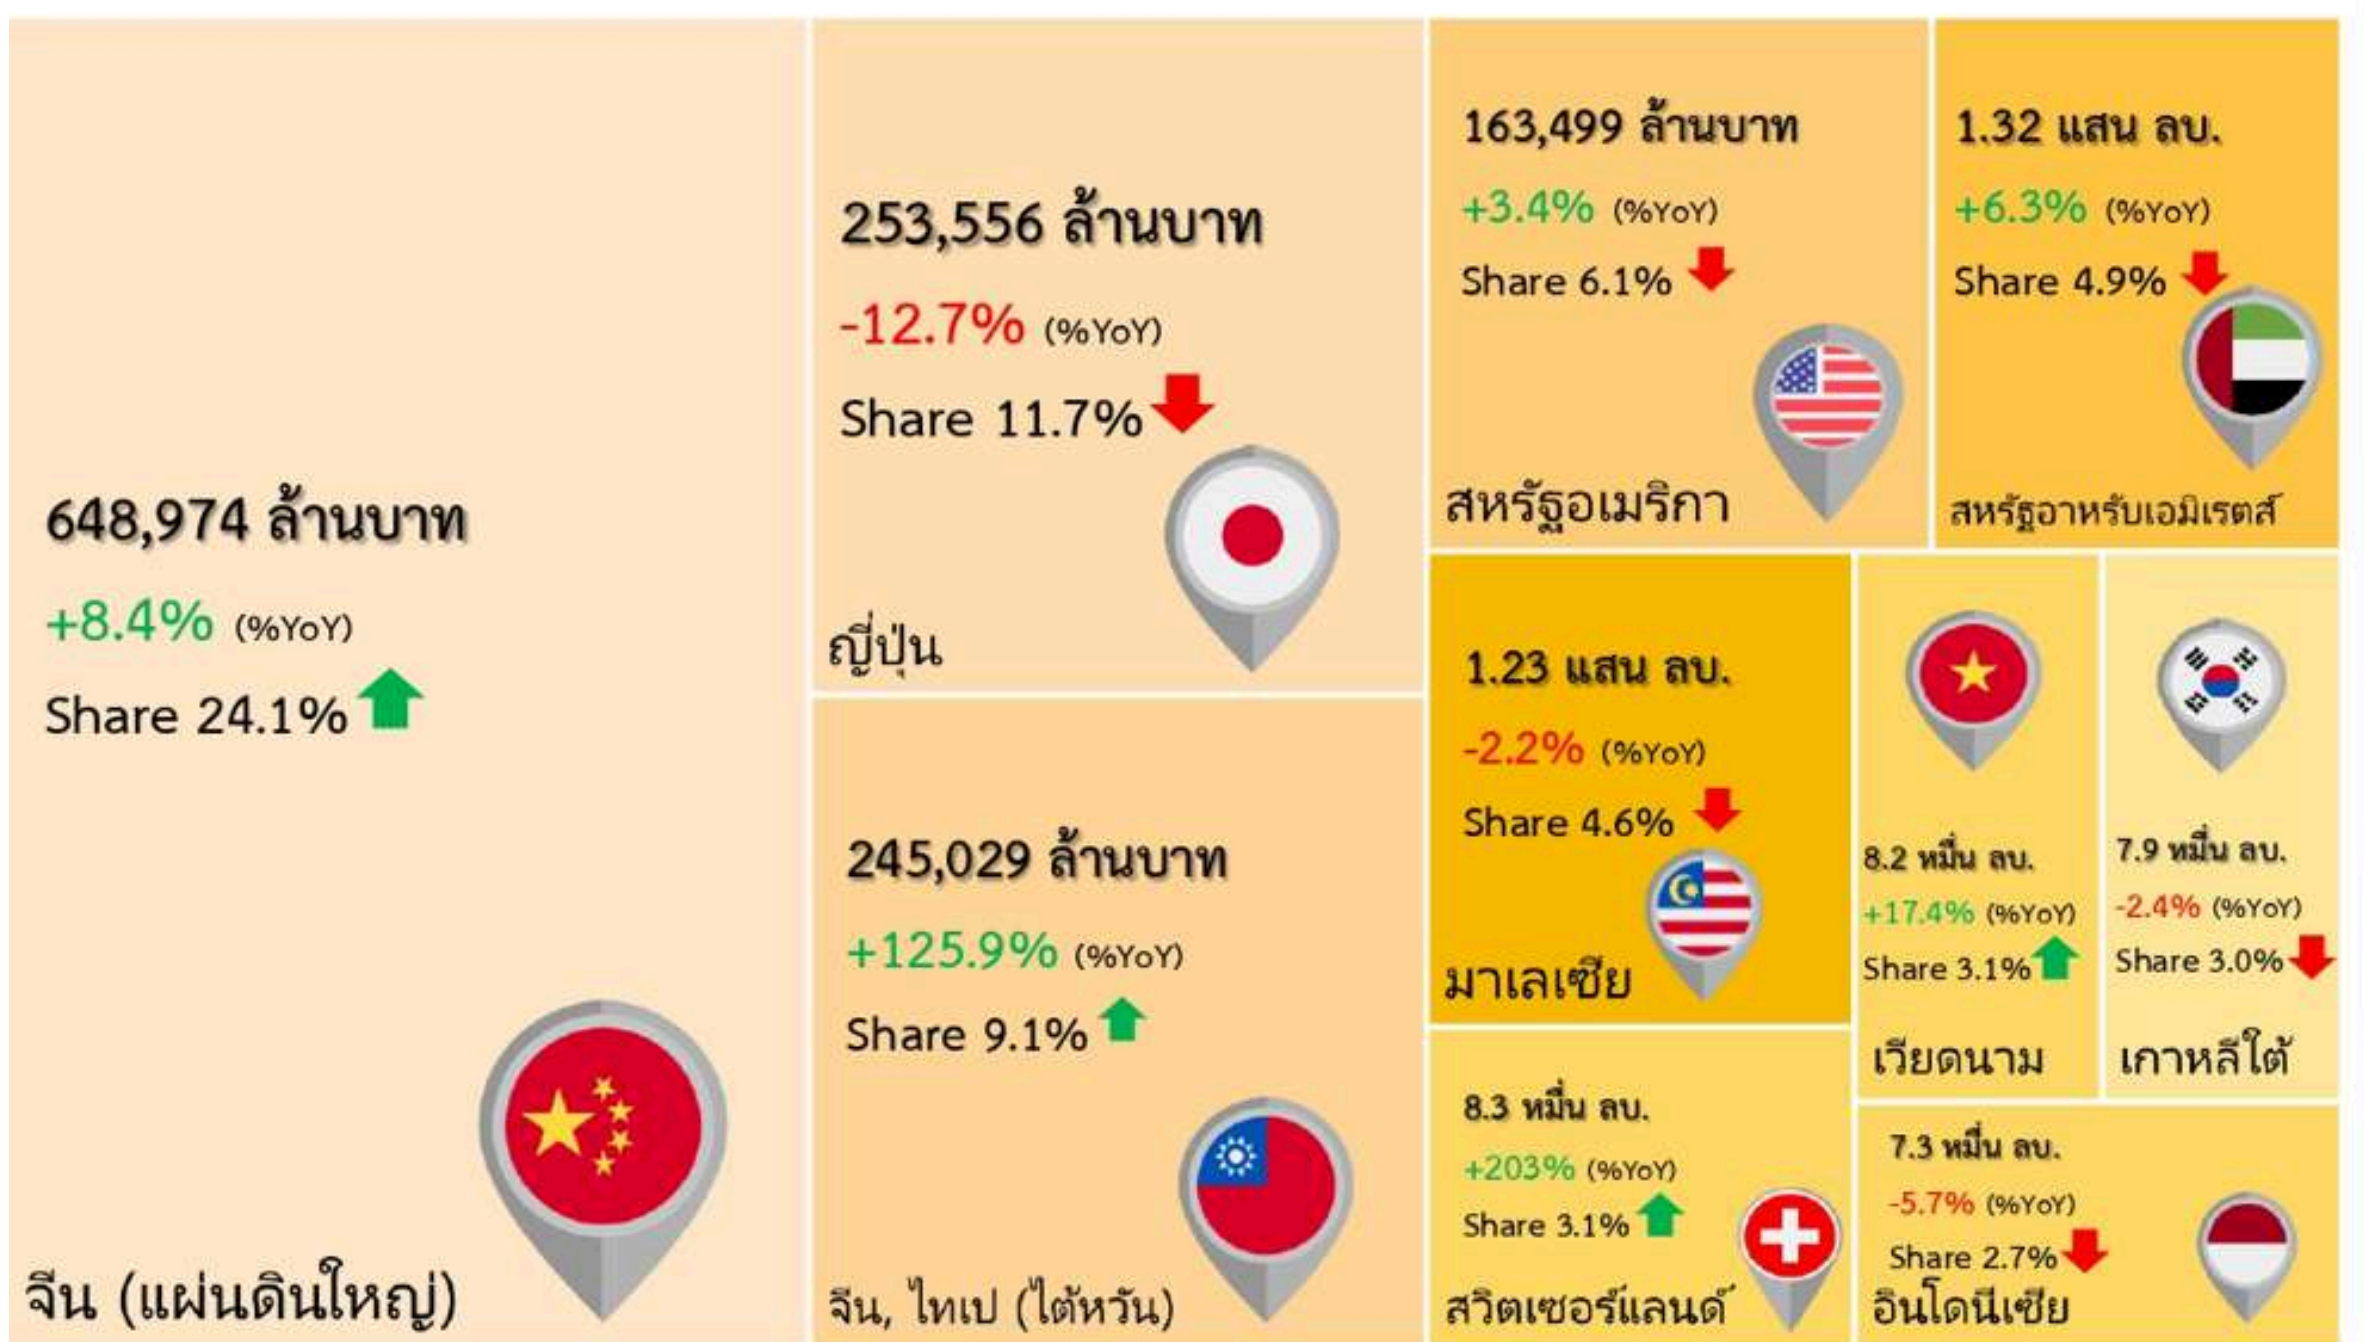 648,974 ล้านบาท
+8.4% (%YoY)
Share 24.1%
จีน (แผ่นดินใหญ่)
253,556 ล้านบาท
-12.7% (%YoY)
Share 11.7%
ญี่ปุ่น
245,029 ล้านบาท
+125.9% (%YoY)
Share 9.1%
จีน, ไทเป (ไต้หวัน)
163,499 ล้านบาท
+3.4% (%YoY)
Share 6.1%
สหรัฐอเมริกา
1.32 แสน ลบ.
+6.3% (%YoY)
Share 4.9%
สหรัฐอาหรับเอมิเรตส์
1.23 แสน ลบ.
-2.2% (%YoY)
Share 4.6%
มาเลเซีย
8.2 หมื่น ลบ.
+17.4% (%YoY)
Share 3.1%
เวียดนาม
7.9 หมื่น ลบ.
-2.4% (%YoY)
Share 3.0%
เกาหลีใต้
8.3 หมื่น ลบ.
+203% (%YoY)
Share 3.1%
สวิตเซอร์แลนด์
7.3 หมื่น ลบ.
-5.7% (%YoY)
Share 2.7%
อินโดนีเซีย